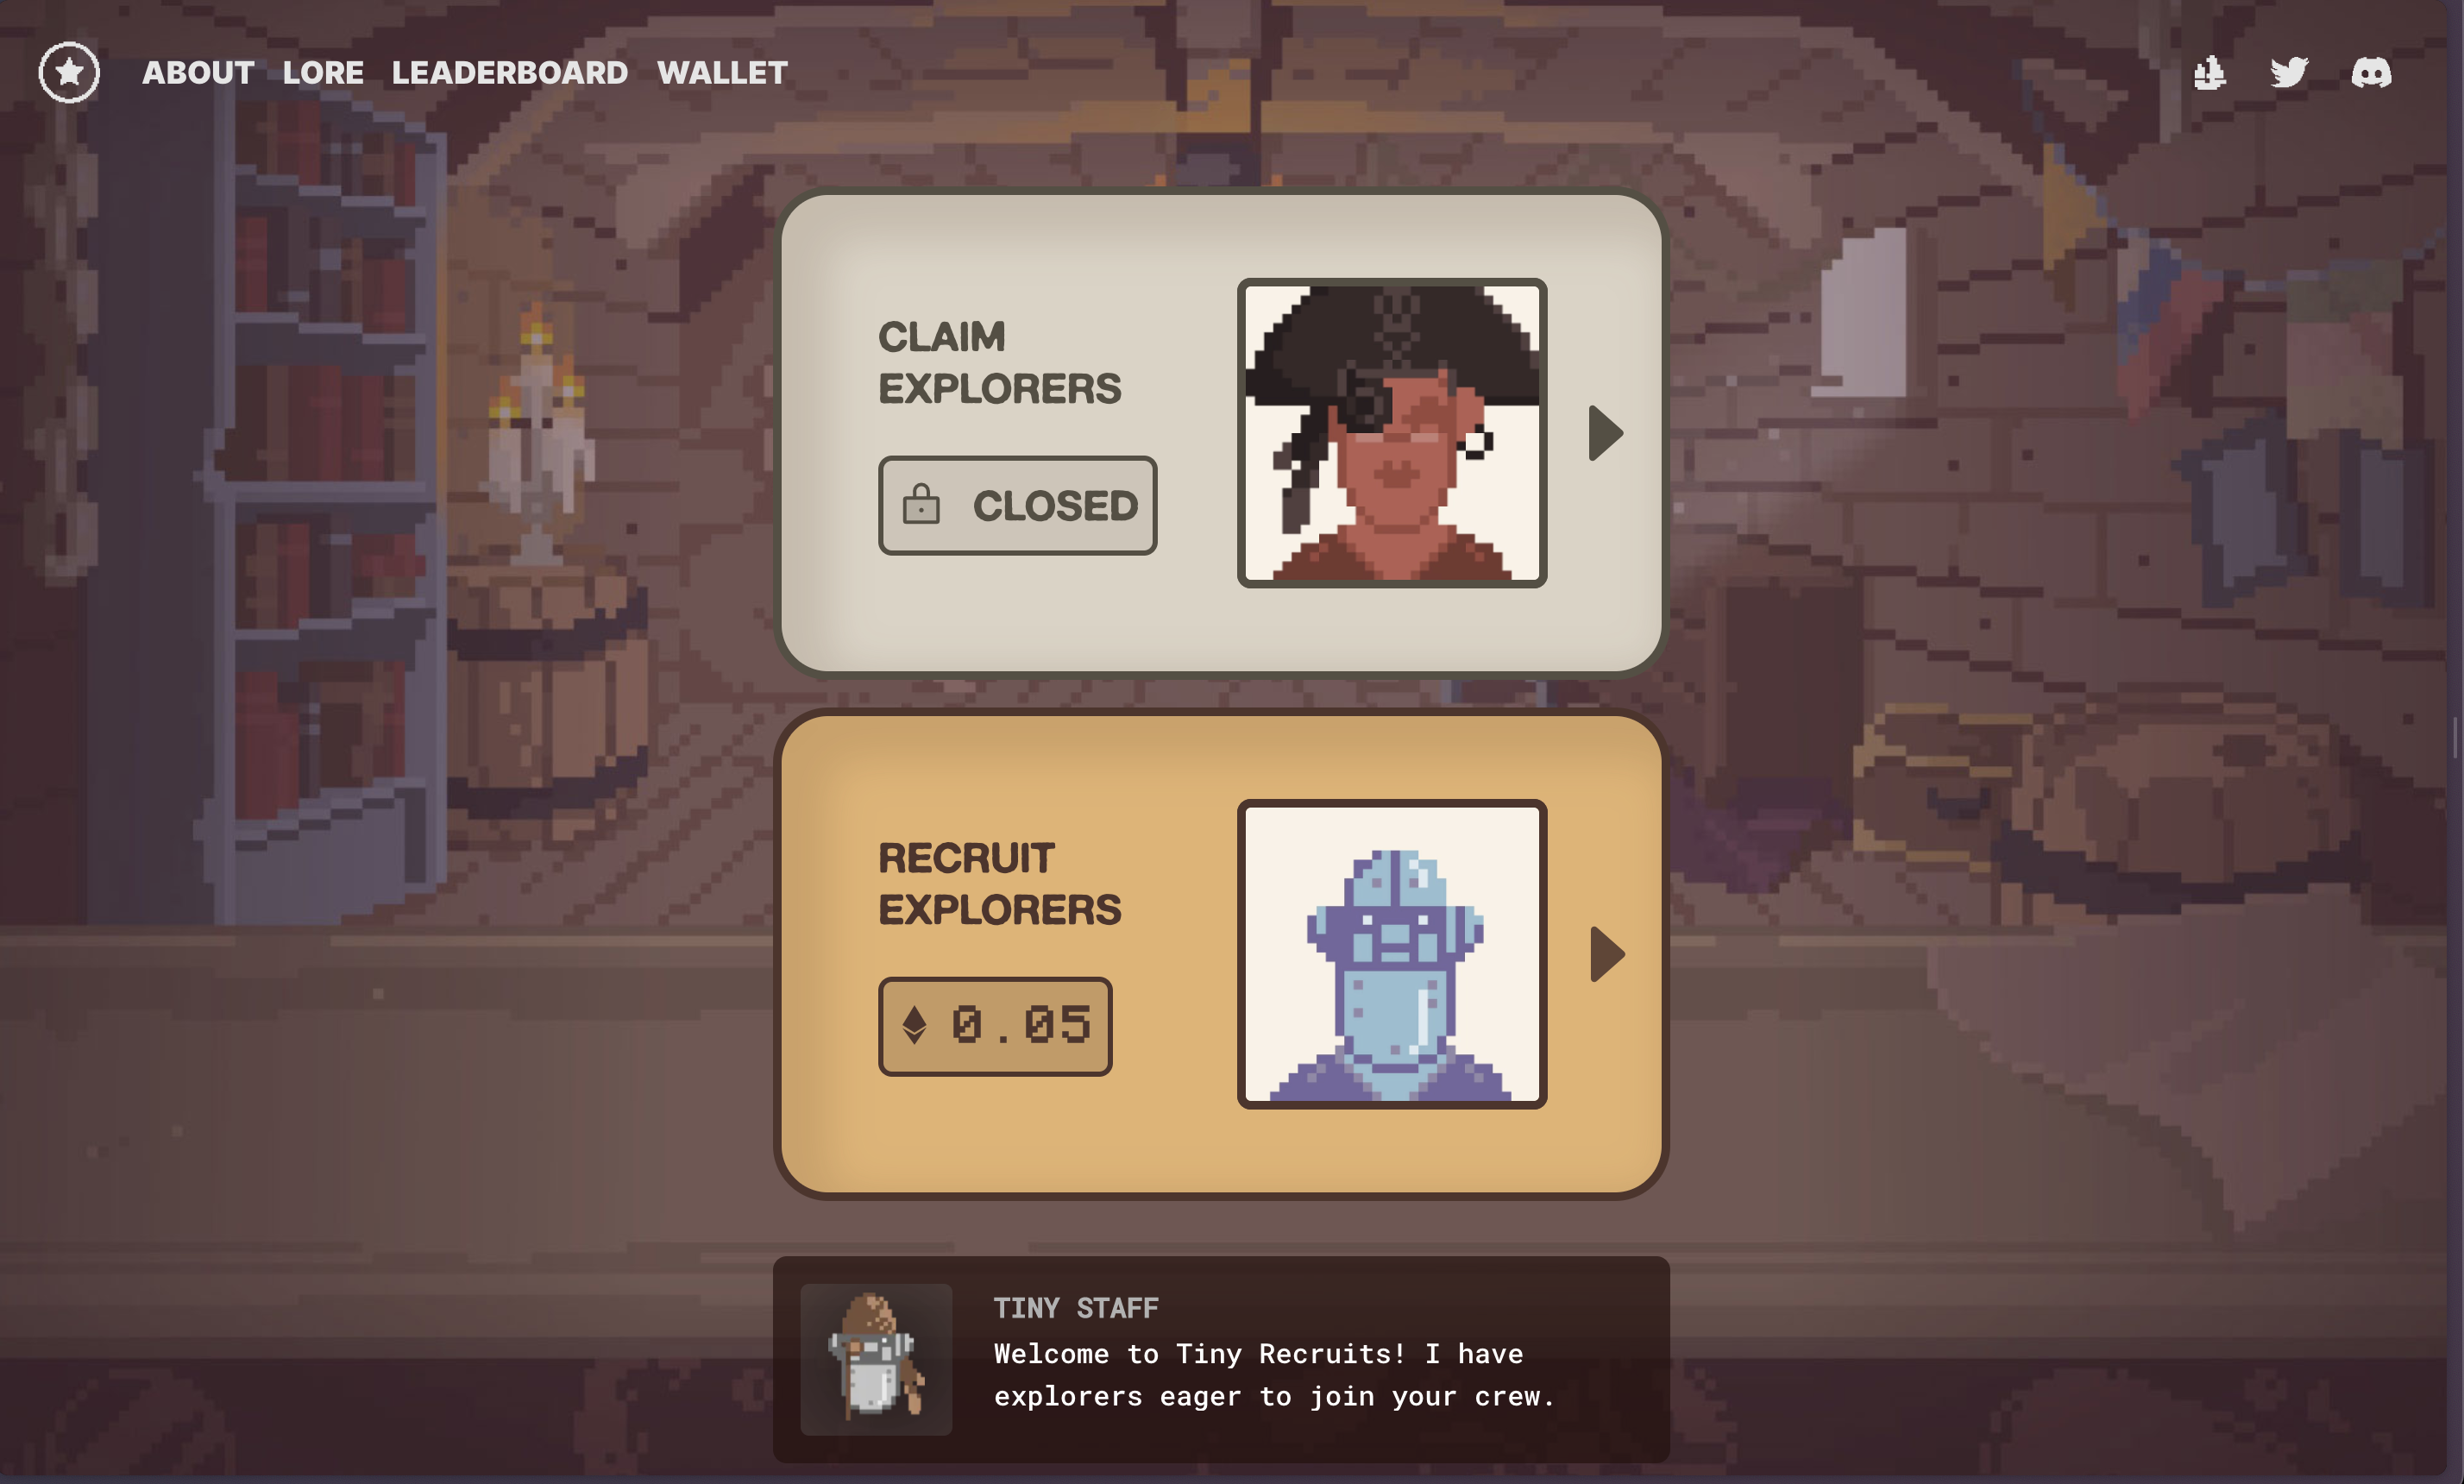 ABOUT LORE LEADERBOARD WALLET
CLAIM
EXPLORERS
CLOSED
RECRUIT
EXPLORERS
0.05
TINY STAFF
Welcome to Tiny Recruits! I have
explorers eager to join your crew.